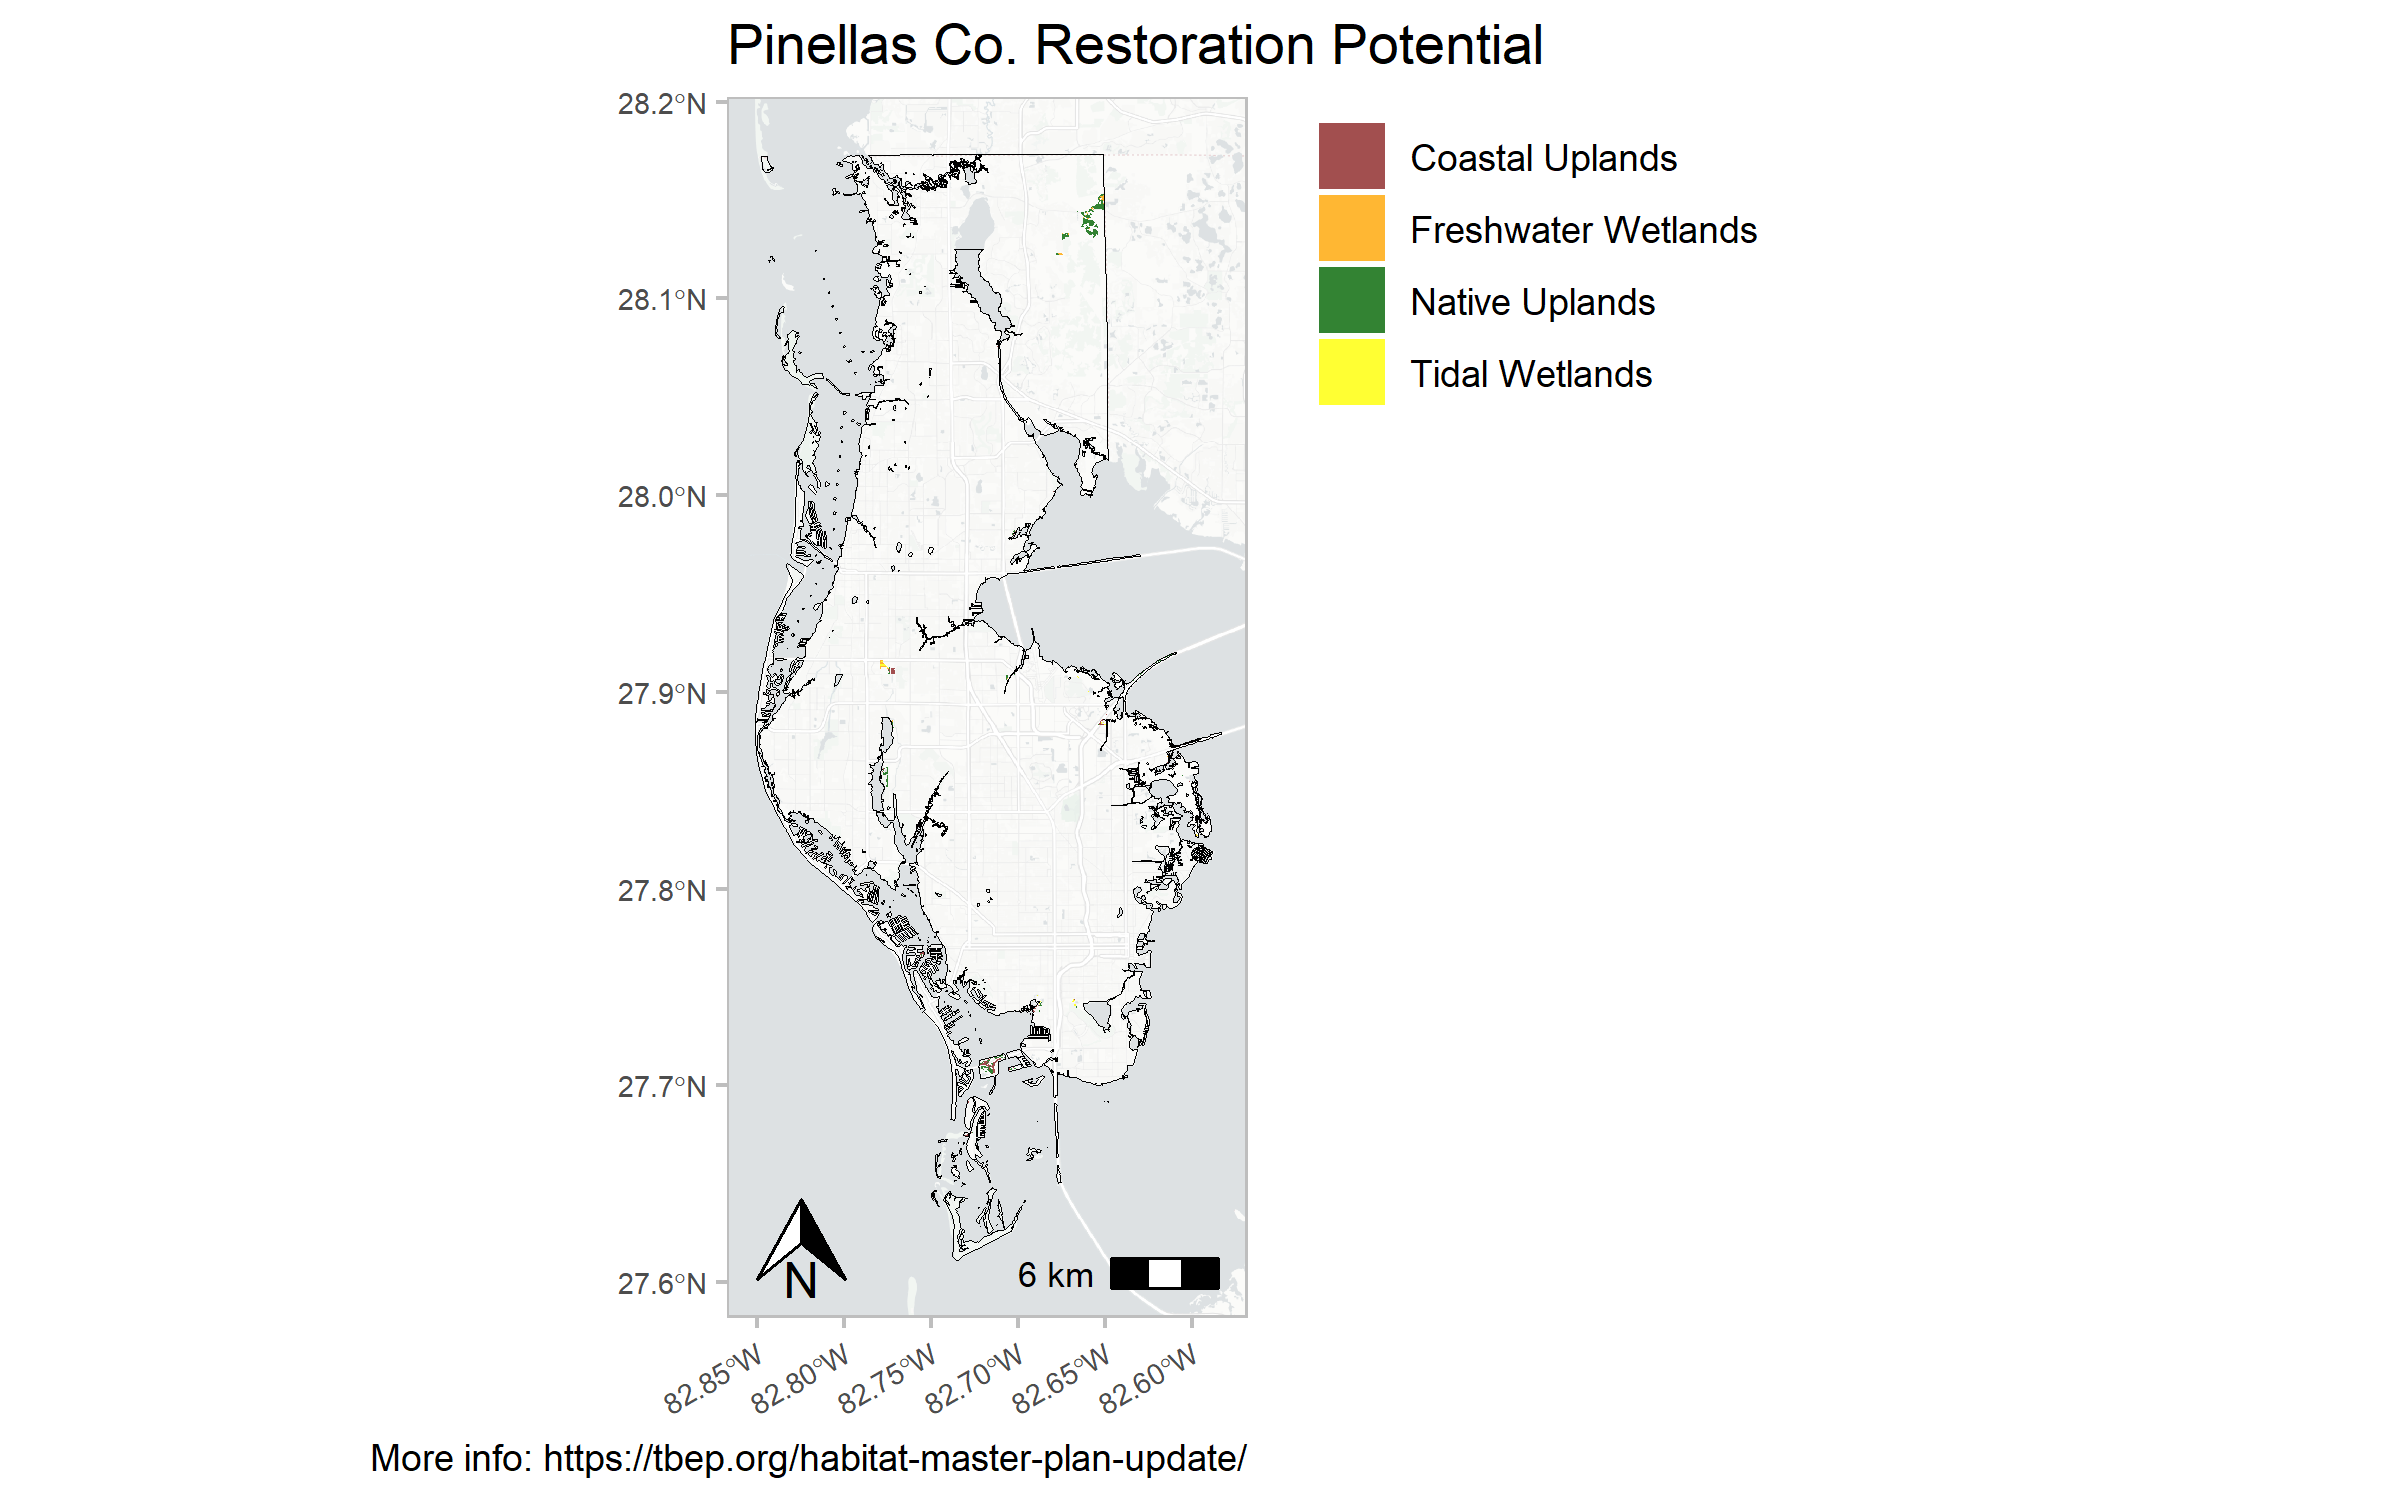 Pinellas Co. Restoration Potential
28.2°N
28.1°N
28.0°N
27.9°N
27.8°N
27.7°N
27.6°N
Coastal Uplands
Freshwater Wetlands
Native Uplands
Tidal Wetlands
N
6 km
82.85°W
82.80°W
82.75°W
82.70°W
82.65°W
82.60°W
More info: https://tbep.org/habitat-master-plan-update/